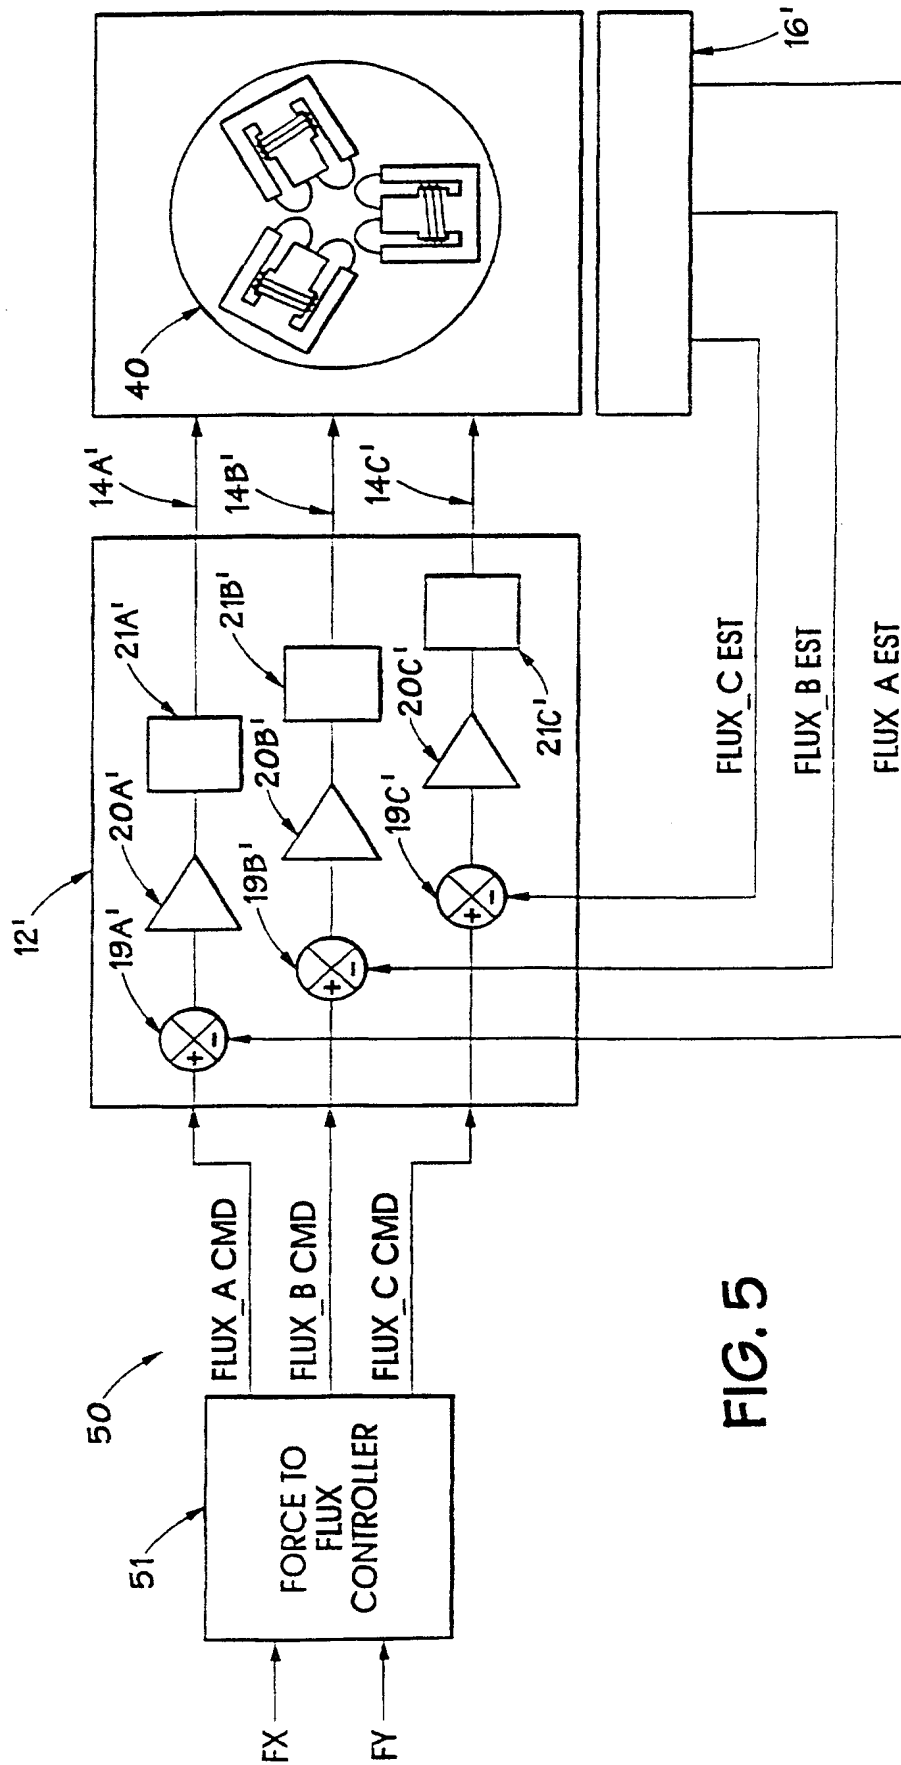 50
51
FORCE TO
FLUX
CONTROLLER
FX
FY
FLUX_A CMD
FLUX_B CMD
FLUX_C CMD
12'
19A'
20A'
21A'
19B'
20B'
21B'
19C'
20C'
21C'
14A'
14B'
14C'
40
16'
+
-
+
-
+
-
FLUX_C EST
FLUX_B EST
FLUX_A EST
FIG. 5